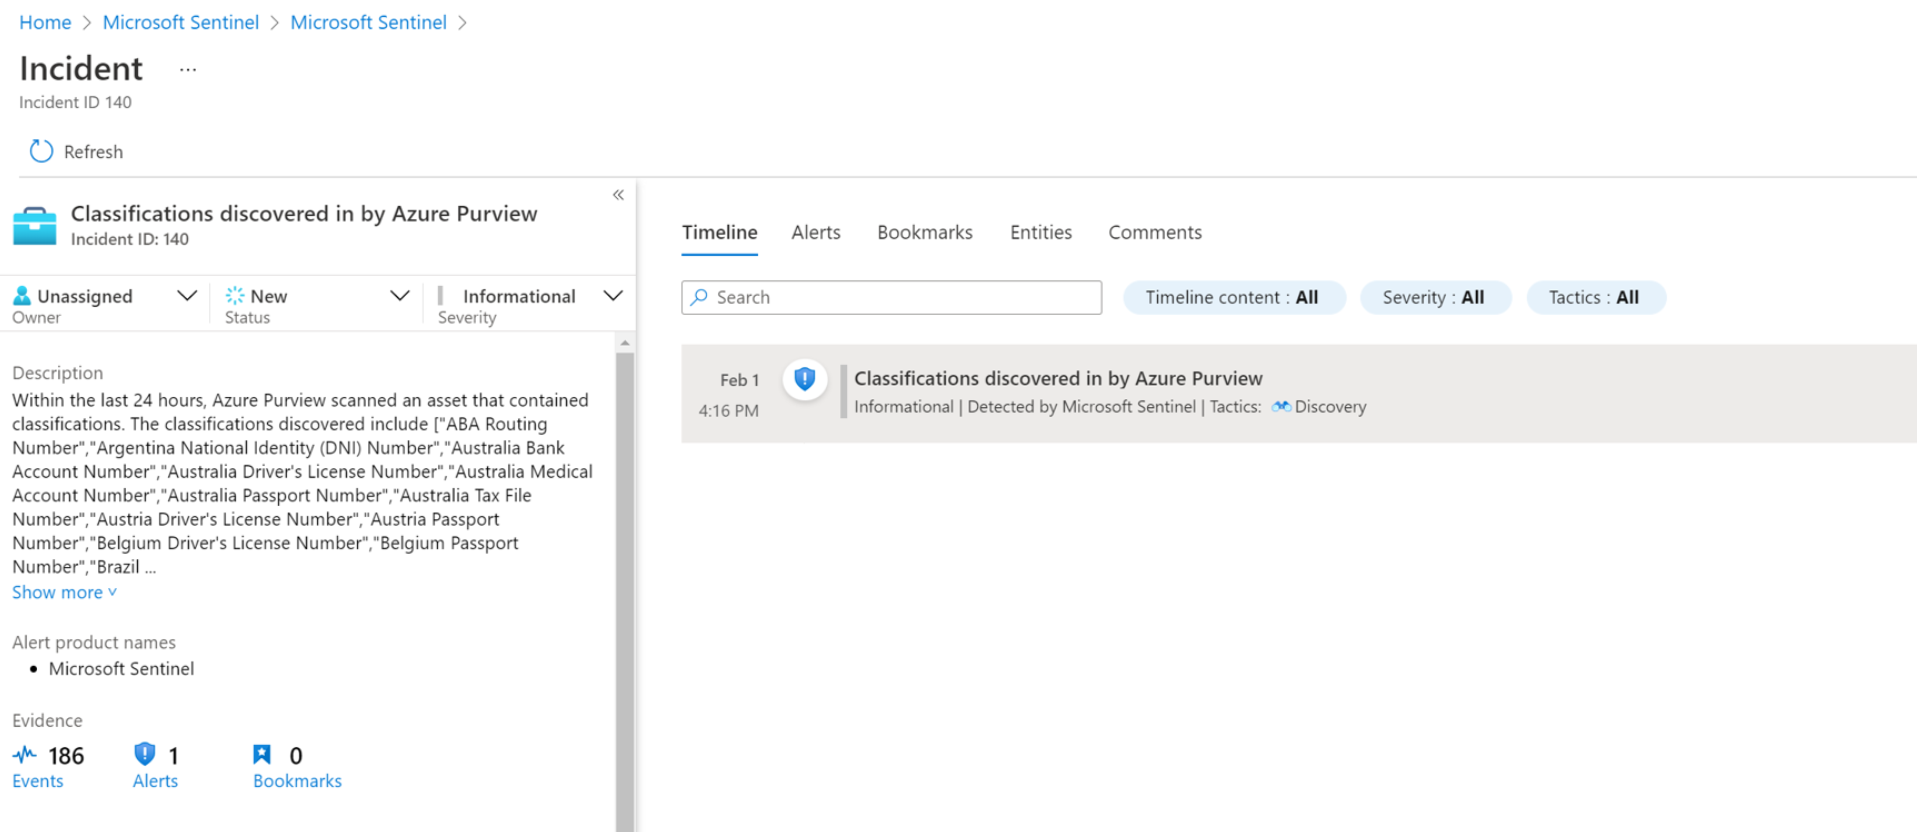 Home > Microsoft Sentinel > Microsoft Sentinel >
Incident ...
Incident ID 140
Refresh
«
Classifications discovered in by Azure Purview
Incident ID: 140
Unassigned
Owner
New
Status
Informational
Severity
Description
Within the last 24 hours, Azure Purview scanned an asset that contained
classifications. The classifications discovered include ["ABA Routing
Number","Argentina National Identity (DNI) Number","Australia Bank
Account Number","Australia Driver's License Number","Australia Medical
Account Number","Australia Passport Number","Australia Tax File
Number","Austria Driver's License Number","Austria Passport
Number","Belgium Driver's License Number","Belgium Passport
Number","Brazil ...
Show more
Alert product names
• Microsoft Sentinel
Evidence
186 1 0
Events Alerts Bookmarks
Timeline Alerts Bookmarks Entities Comments
Search
Timeline content : All
Severity : All
Tactics : All
Feb 1
4:16 PM
Classifications discovered in by Azure Purview
Informational | Detected by Microsoft Sentinel | Tactics: Discovery